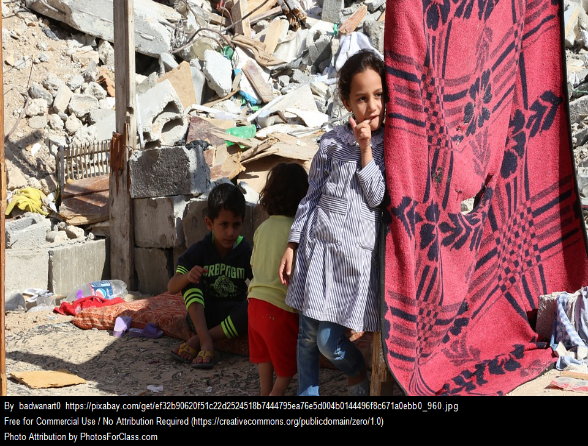 By badwanart0 https://pixabay.com/get/ef32b90620f51c22d2524518b7444795ea76e5d004b0144496f8c671a0ebb0_960.jpg
Free for Commercial Use / No Attribution Required (https://creativecommons.org/publicdomain/zero/1.0)
Photo Attribution by PhotosForClass.com